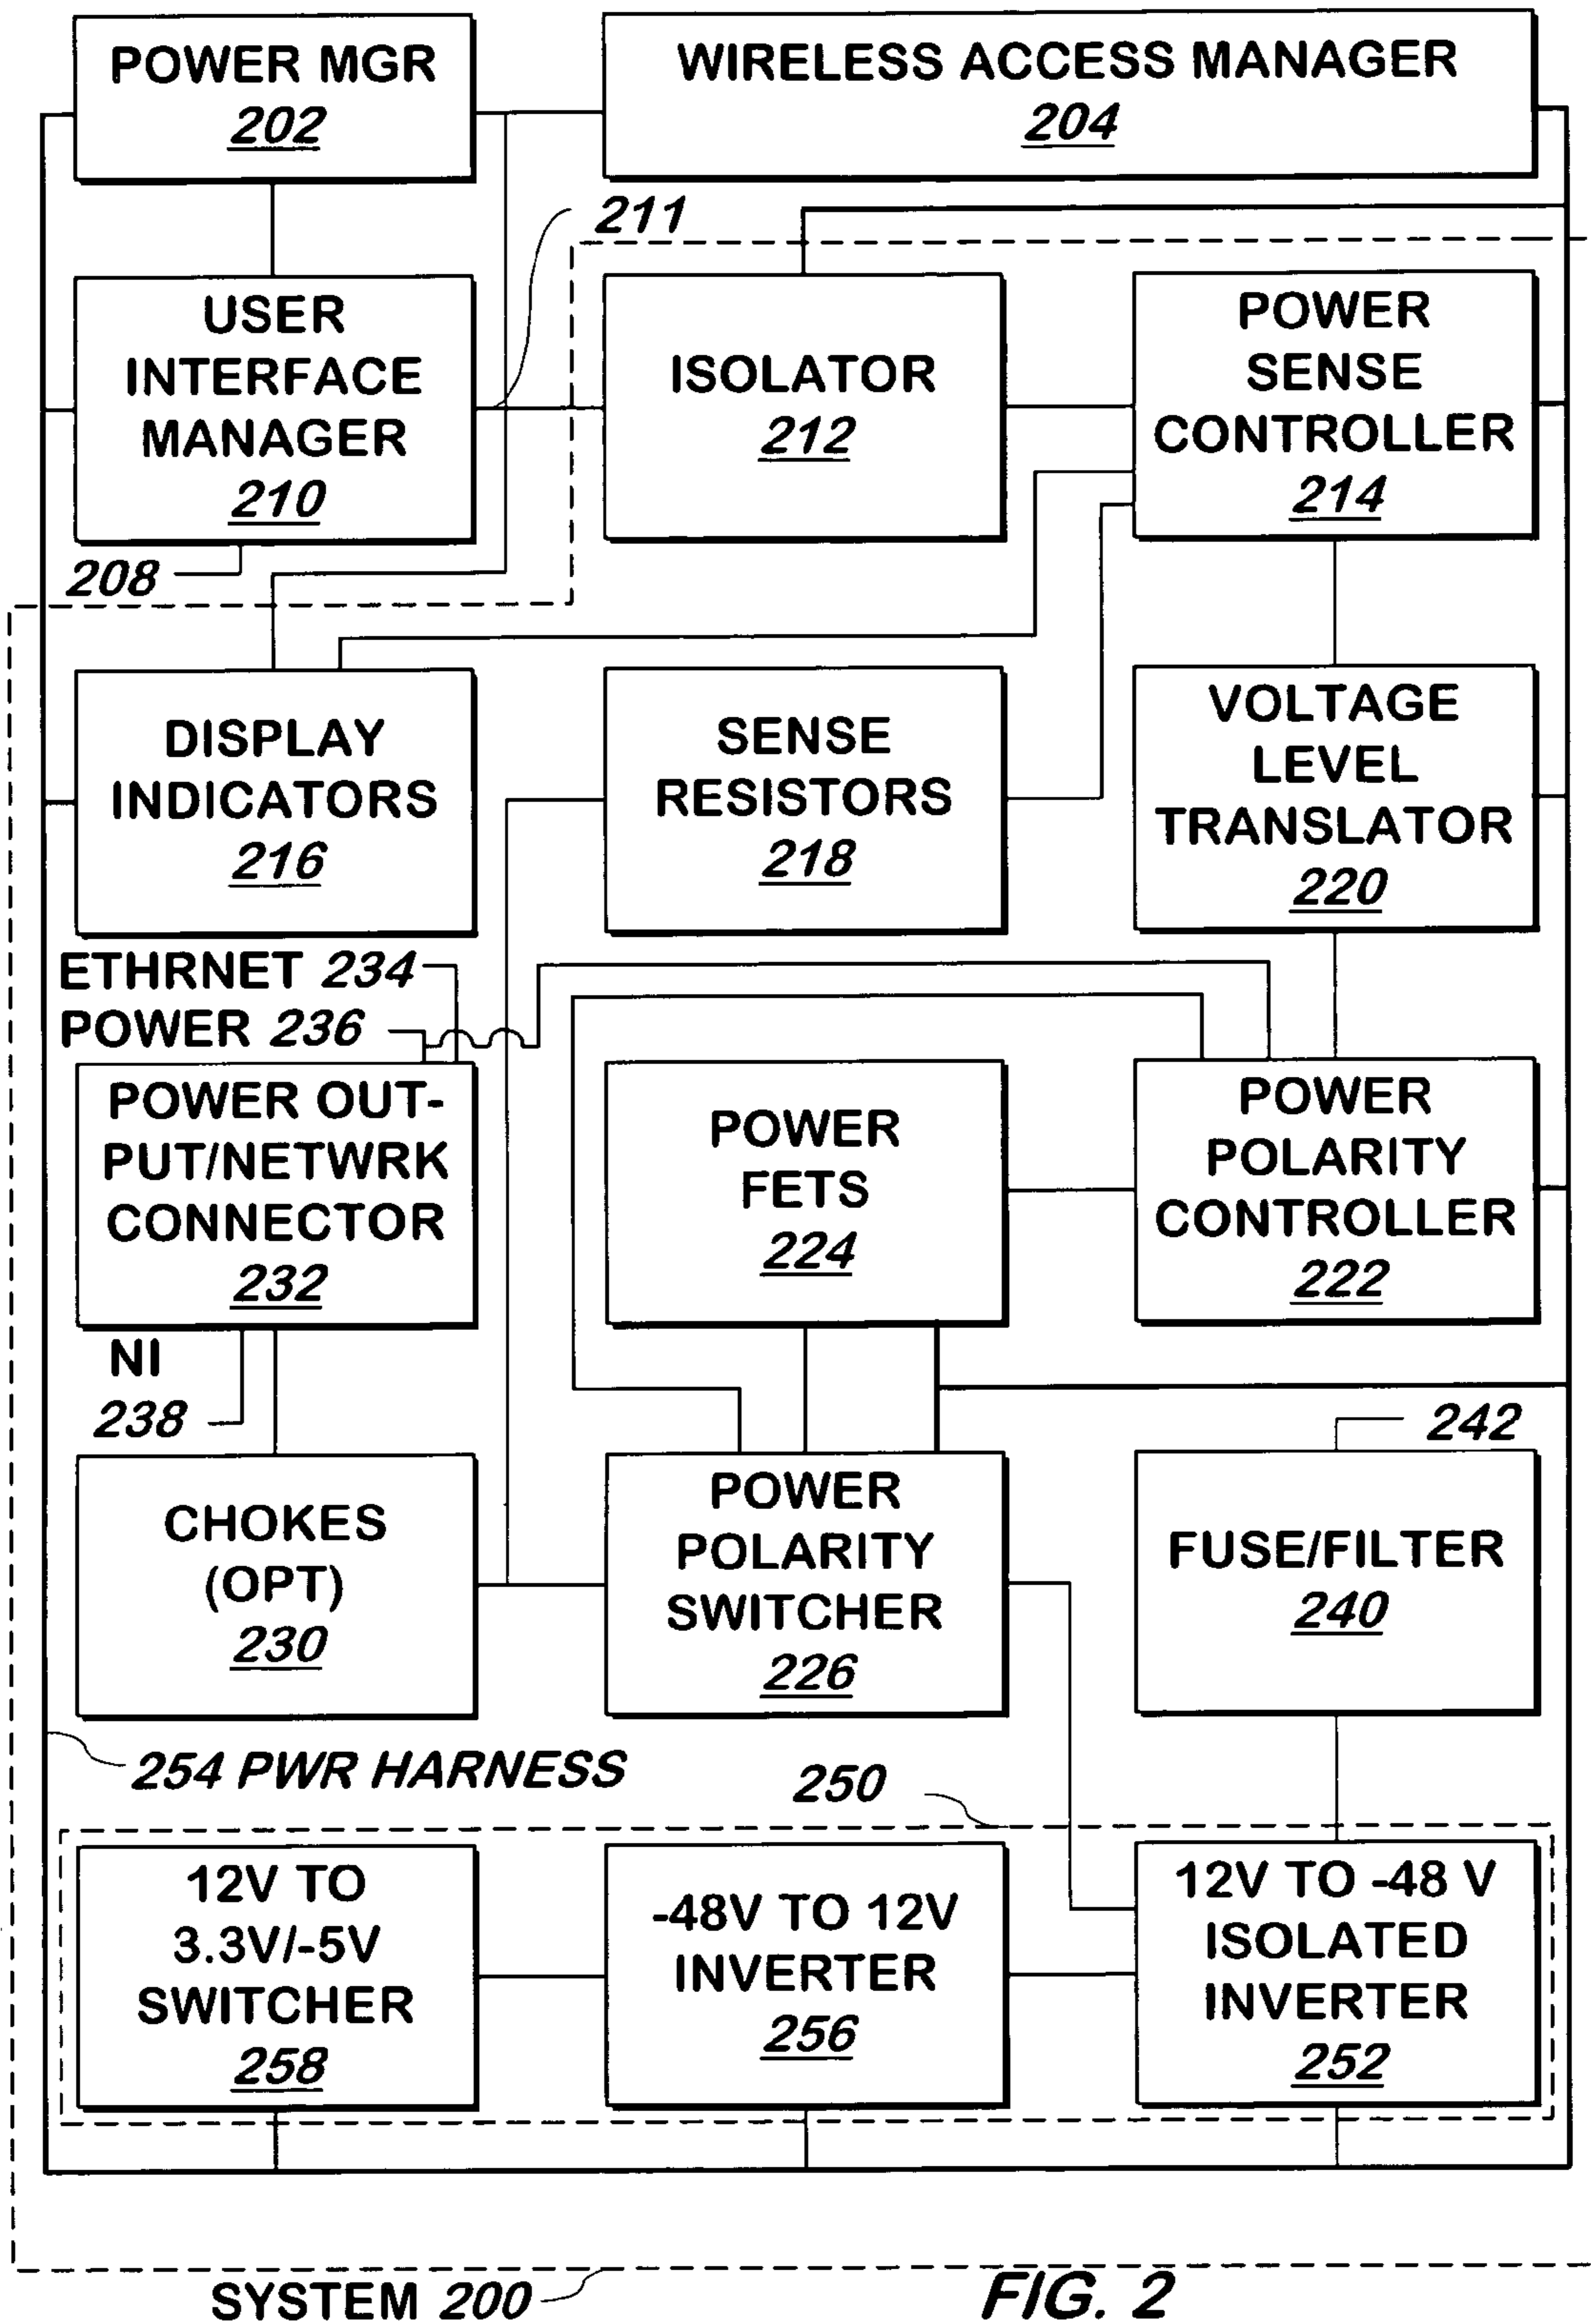 POWER MGR
202
WIRELESS ACCESS MANAGER
204
211
USER
INTERFACE
MANAGER
210
ISOLATOR
212
POWER
SENSE
CONTROLLER
214
208
DISPLAY
INDICATORS
216
SENSE
RESISTORS
218
VOLTAGE
LEVEL
TRANSLATOR
220
ETHRNET 234
POWER 236
POWER OUT-
PUT/NETWRK
CONNECTOR
232
POWER
FETS
224
POWER
POLARITY
CONTROLLER
222
NI
238
242
CHOKES
(OPT)
230
POWER
POLARITY
SWITCHER
226
FUSE/FILTER
240
254 PWR HARNESS
250
12V TO
3.3V/-5V
SWITCHER
258
-48V TO 12V
INVERTER
256
12V TO -48 V
ISOLATED
INVERTER
252
SYSTEM 200
FIG. 2